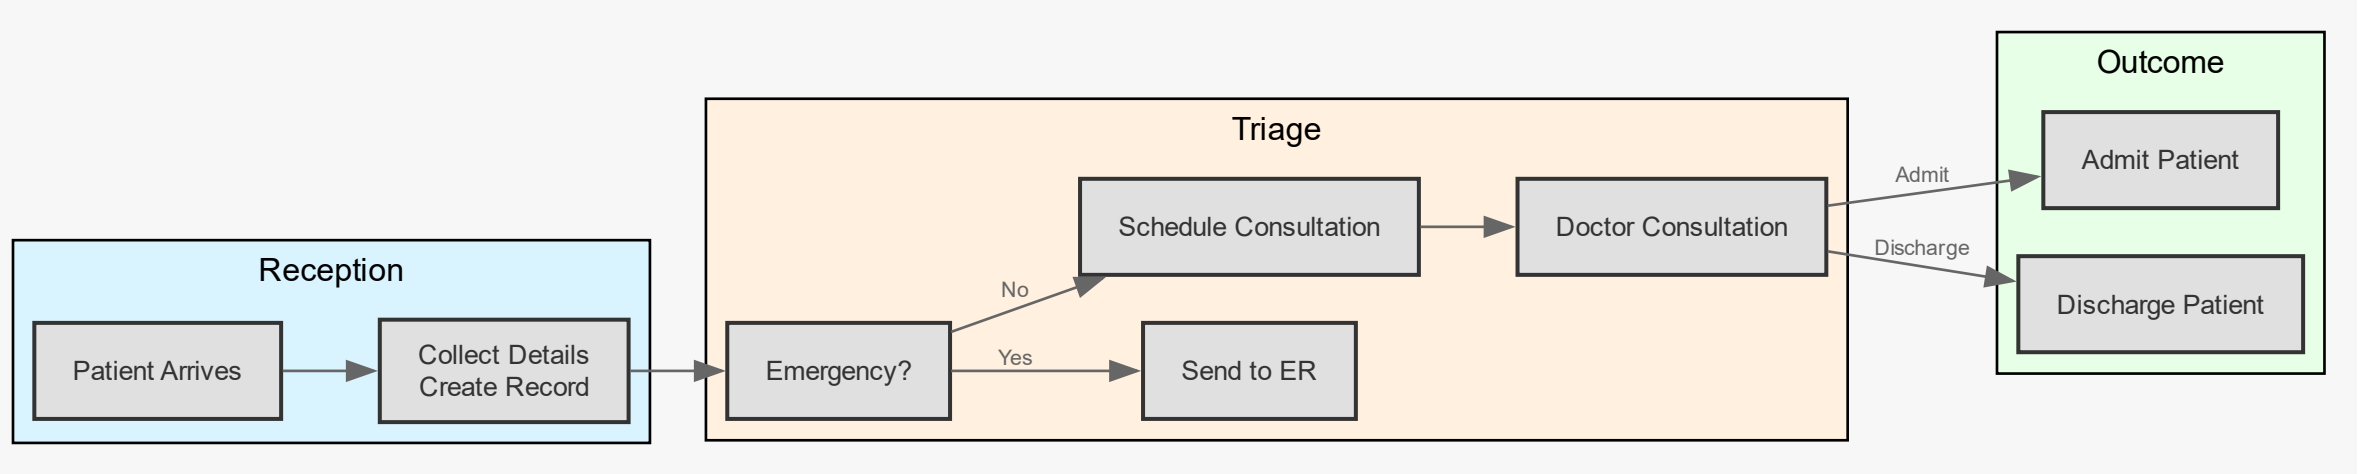 Reception
Patient Arrives
Collect Details
Create Record
Triage
Emergency?
No
Yes
Schedule Consultation
Send to ER
Doctor Consultation
Admit
Discharge
Outcome
Admit Patient
Discharge Patient